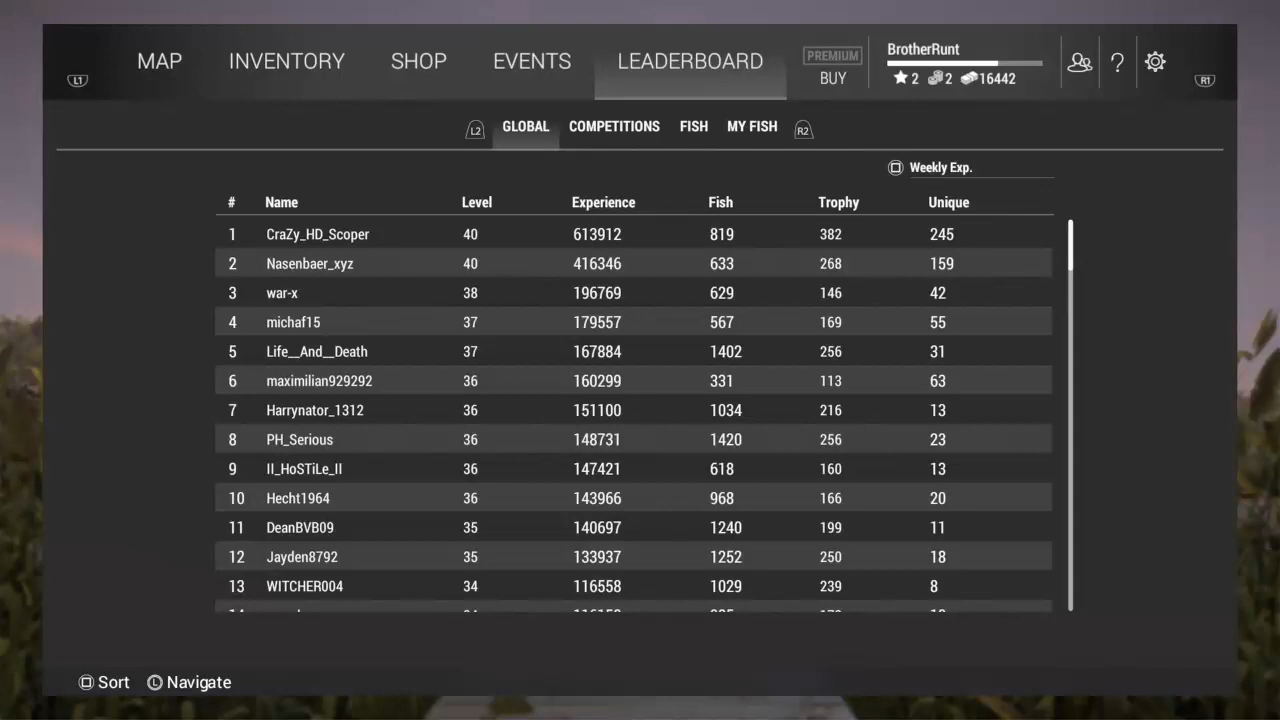 L1 MAP INVENTORY SHOP EVENTS LEADERBOARD PREMIUM BUY BrotherRunt 2 2 16442 ? R1
L2 GLOBAL COMPETITIONS FISH MY FISH R2
Weekly Exp.
# Name Level Experience Fish Trophy Unique
1 CraZy_HD_Scoper 40 613912 819 382 245
2 Nasenbaer_xyz 40 416346 633 268 159
3 war-x 38 196769 629 146 42
4 michaf15 37 179557 567 169 55
5 Life__And__Death 37 167884 1402 256 31
6 maximilian929292 36 160299 331 113 63
7 Harrynator_1312 36 151100 1034 216 13
8 PH_Serious 36 148731 1420 256 23
9 II_HoSTiLe_II 36 147421 618 160 13
10 Hecht1964 36 143966 968 166 20
11 DeanBVB09 35 140697 1240 199 11
12 Jayden8792 35 133937 1252 250 18
13 WITCHER004 34 116558 1029 239 8
Sort L Navigate